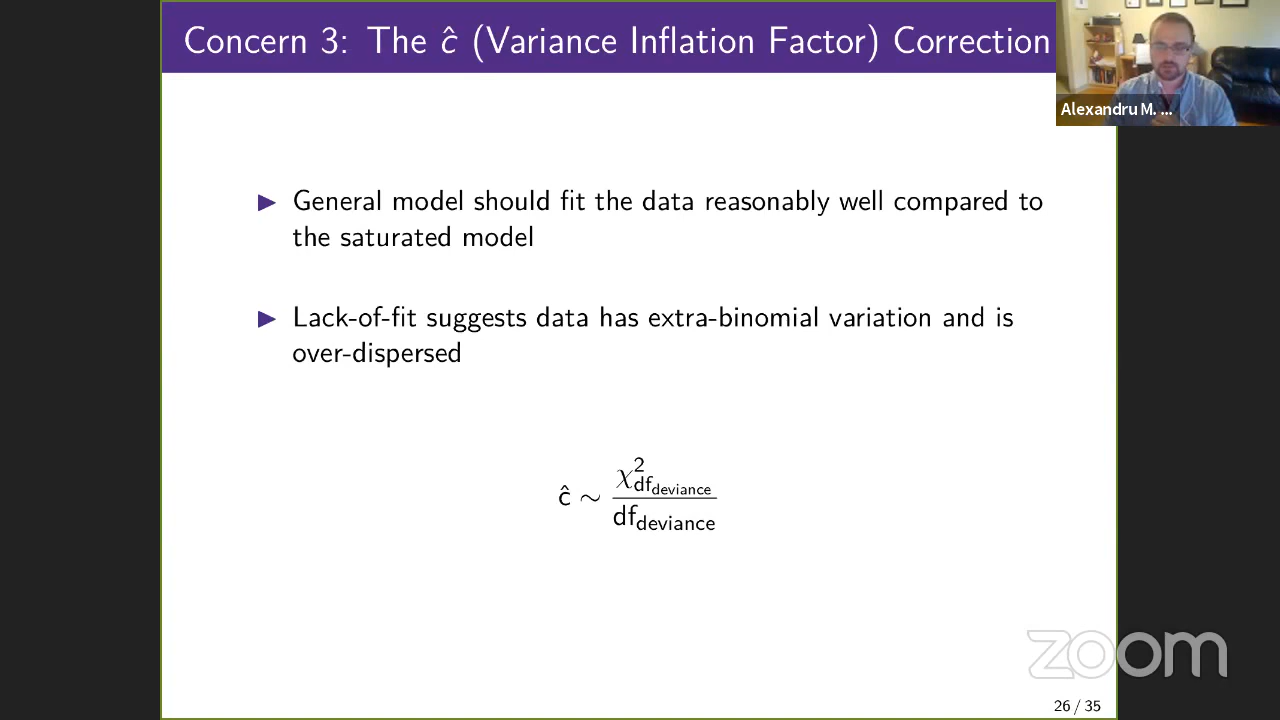 Concern 3: The ĉ (Variance Inflation Factor) Correction
Alexandru M. ...
▶ General model should fit the data reasonably well compared to
the saturated model
▶ Lack-of-fit suggests data has extra-binomial variation and is
over-dispersed
ĉ ∼ χ²_df_deviance / df_deviance
zoom
26 / 35